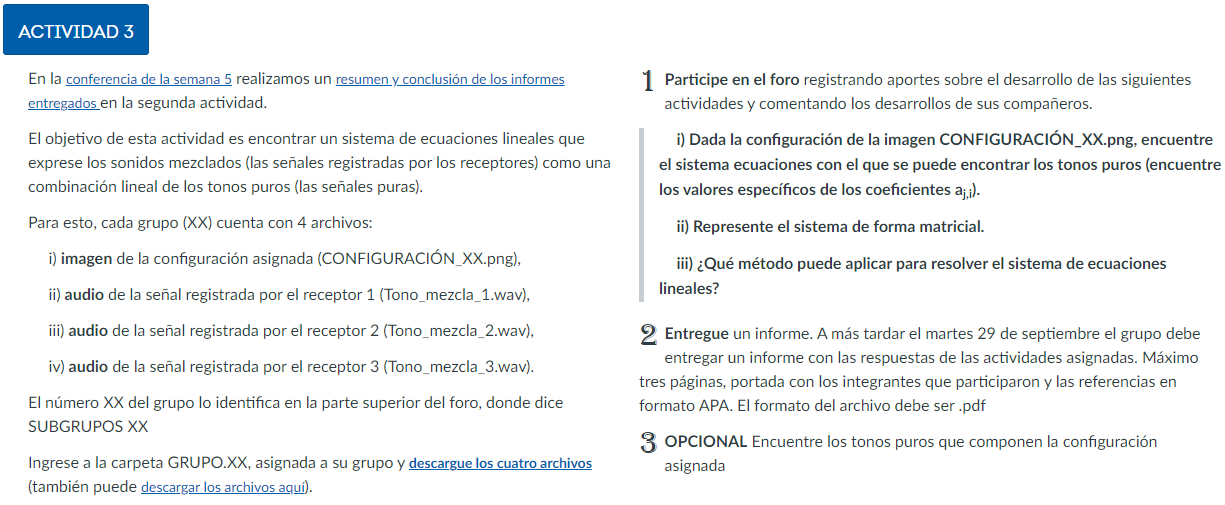 ACTIVIDAD 3
En la conferencia de la semana 5 realizamos un resumen y conclusión de los informes
entregados en la segunda actividad.
El objetivo de esta actividad es encontrar un sistema de ecuaciones lineales que
exprese los sonidos mezclados (las señales registradas por los receptores) como una
combinación lineal de los tonos puros (las señales puras).
Para esto, cada grupo (XX) cuenta con 4 archivos:
i) imagen de la configuración asignada (CONFIGURACIÓN_XX.png),
ii) audio de la señal registrada por el receptor 1 (Tono_mezcla_1.wav),
iii) audio de la señal registrada por el receptor 2 (Tono_mezcla_2.wav),
iv) audio de la señal registrada por el receptor 3 (Tono_mezcla_3.wav).
El número XX del grupo lo identifica en la parte superior del foro, donde dice
SUBGRUPOS XX
Ingrese a la carpeta GRUPO.XX, asignada a su grupo y descargue los cuatro archivos
(también puede descargar los archivos aquí).
1 Participe en el foro registrando aportes sobre el desarrollo de las siguientes
actividades y comentando los desarrollos de sus compañeros.
i) Dada la configuración de la imagen CONFIGURACIÓN_XX.png, encuentre
el sistema ecuaciones con el que se puede encontrar los tonos puros (encuentre
los valores específicos de los coeficientes aj,i).
ii) Represente el sistema de forma matricial.
iii) ¿Qué método puede aplicar para resolver el sistema de ecuaciones
lineales?
2 Entregue un informe. A más tardar el martes 29 de septiembre el grupo debe
entregar un informe con las respuestas de las actividades asignadas. Máximo
tres páginas, portada con los integrantes que participaron y las referencias en
formato APA. El formato del archivo debe ser .pdf
3 OPCIONAL Encuentre los tonos puros que componen la configuración
asignada